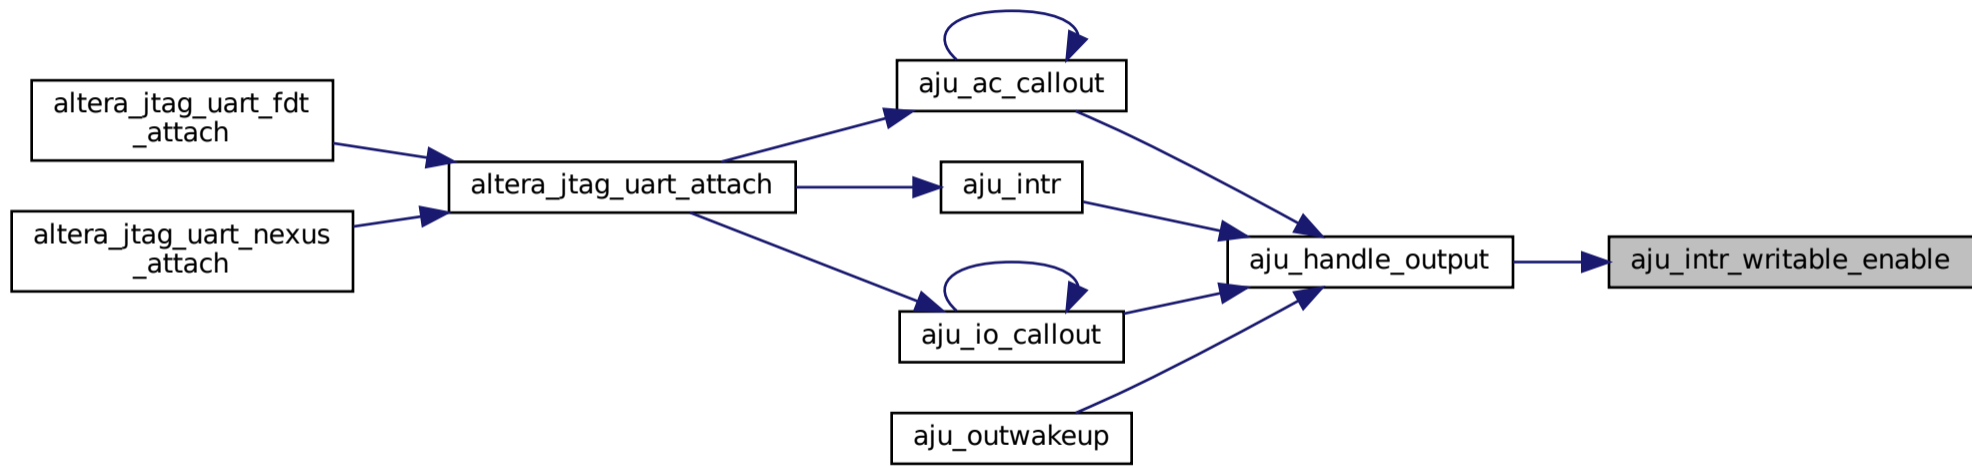 altera_jtag_uart_fdt
_attach
altera_jtag_uart_nexus
_attach
altera_jtag_uart_attach
aju_ac_callout
aju_intr
aju_io_callout
aju_outwakeup
aju_handle_output
aju_intr_writable_enable